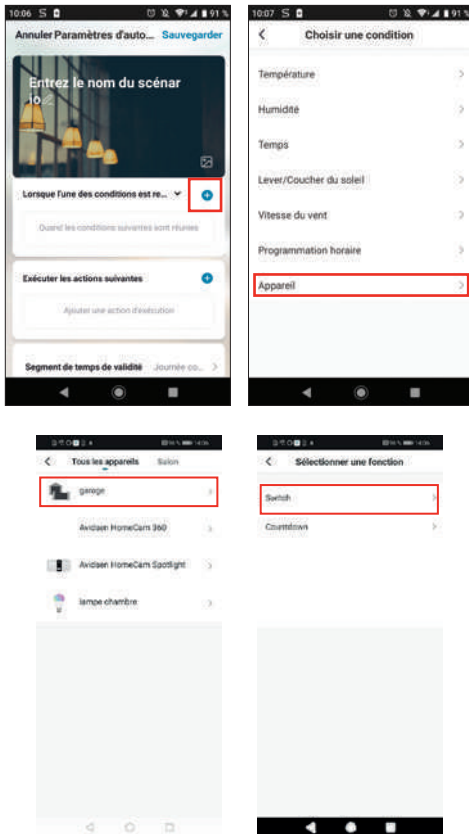 10:06 S 91 %
Annuler Paramètres d'auto... Sauvegarder
Entrez le nom du scénar
io
Lorsque l'une des conditions est re...
Quand les conditions suivantes sont réunies
Exécuter les actions suivantes
Ajouter une action d'exécution
Segment de temps de validité Journée co...
10:07 S 91 %
Choisir une condition
Température
Humidité
Temps
Lever/Coucher du soleil
Vitesse du vent
Programmation horaire
Appareil
Tous les appareils Salon
garage
Avidsen HomeCam 360
Avidsen HomeCam Spotlight
lampe chambre
Sélectionner une fonction
Switch
Countdown